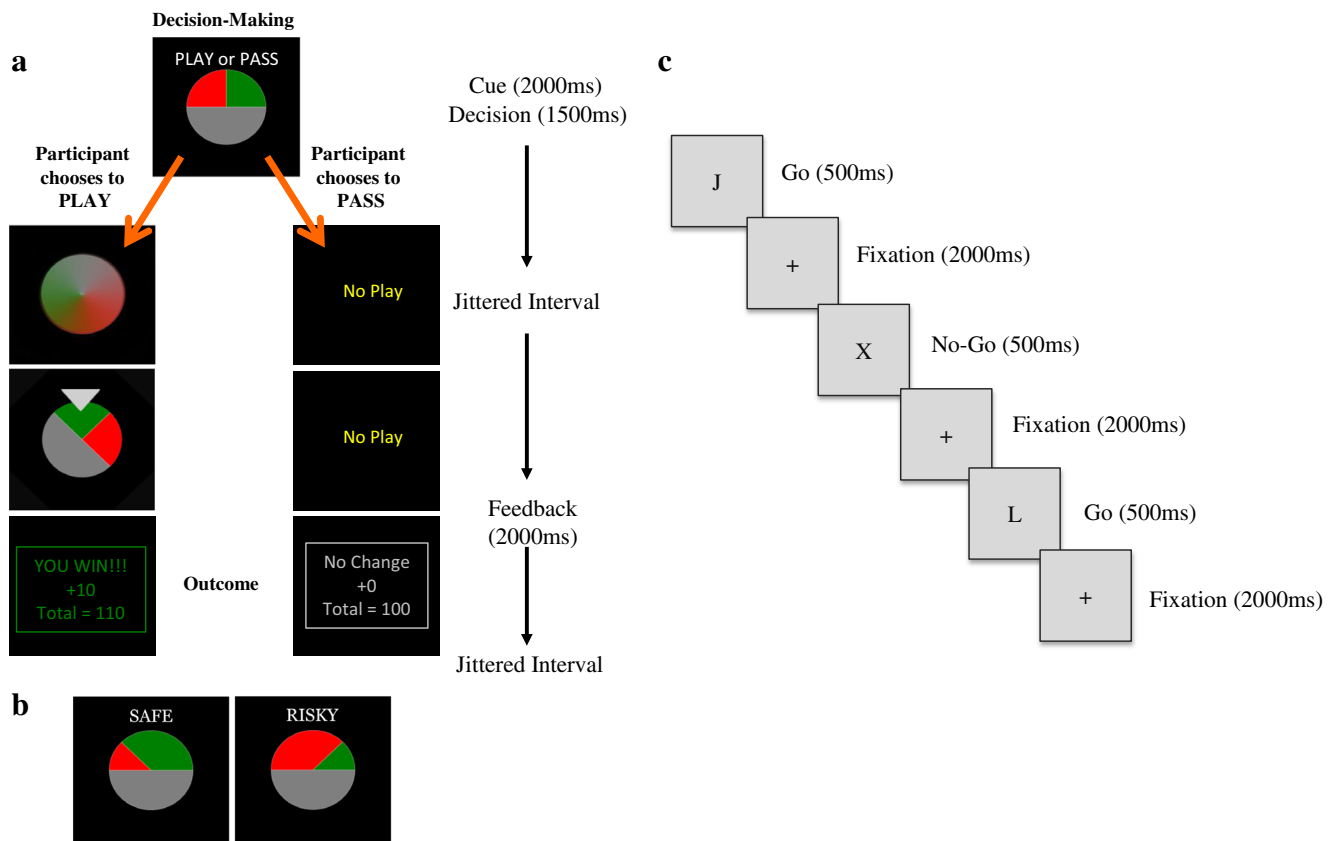 Decision-Making
a
PLAY or PASS
Cue (2000ms)
Decision (1500ms)
Participant
chooses to
PLAY
Participant
chooses to
PASS
No Play
Jittered Interval
No Play
Feedback
(2000ms)
YOU WIN!!!
+10
Total = 110
Outcome
No Change
+0
Total = 100
Jittered Interval
b
SAFE
RISKY
c
J
Go (500ms)
+
Fixation (2000ms)
X
No-Go (500ms)
+
Fixation (2000ms)
L
Go (500ms)
+
Fixation (2000ms)